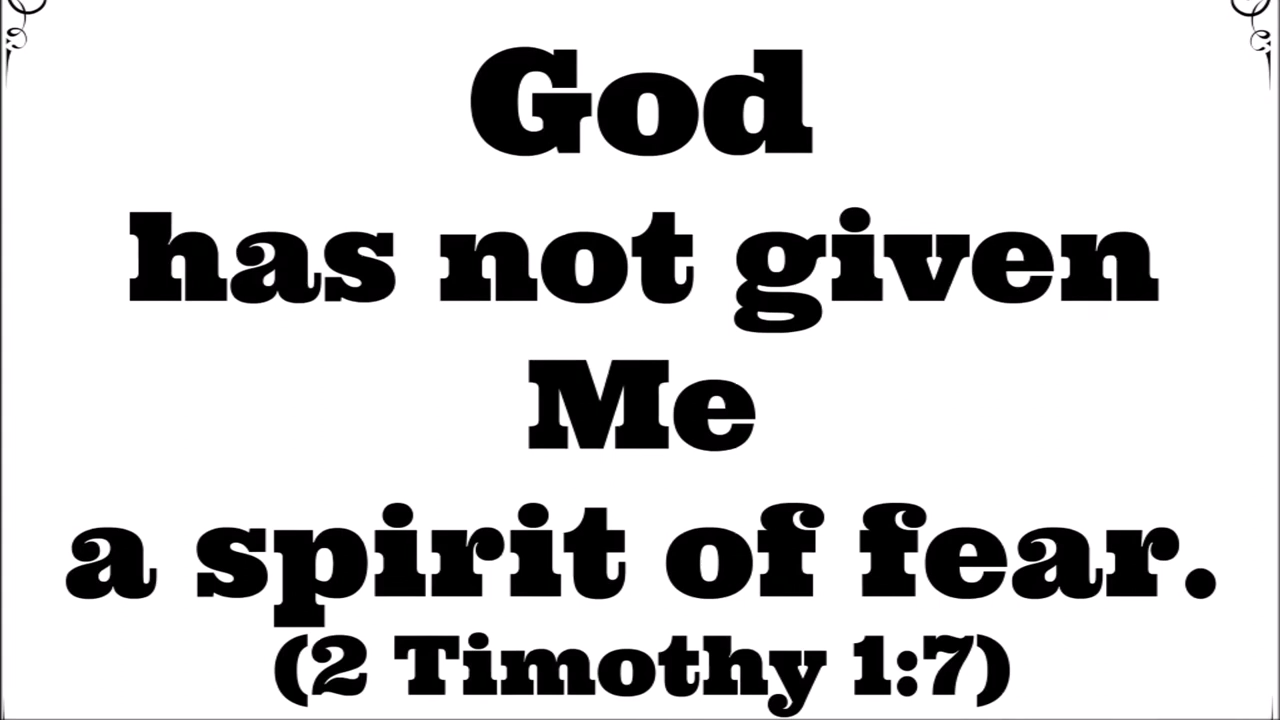 God
has not given
Me
a spirit of fear.
(2 Timothy 1:7)